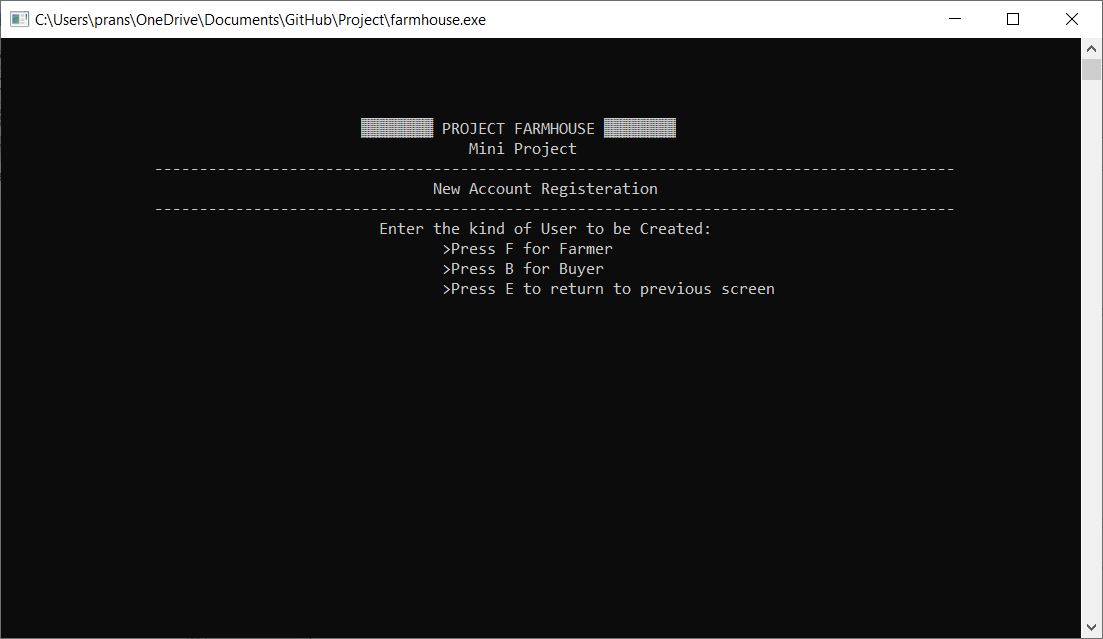 C:\Users\prans\OneDrive\Documents\GitHub\Project\farmhouse.exe
▓▓▓▓▓▓▓▓ PROJECT FARMHOUSE ▓▓▓▓▓▓▓▓
Mini Project
-----------------------------------------------------------------------------------------
New Account Registeration
-----------------------------------------------------------------------------------------
Enter the kind of User to be Created:
>Press F for Farmer
>Press B for Buyer
>Press E to return to previous screen